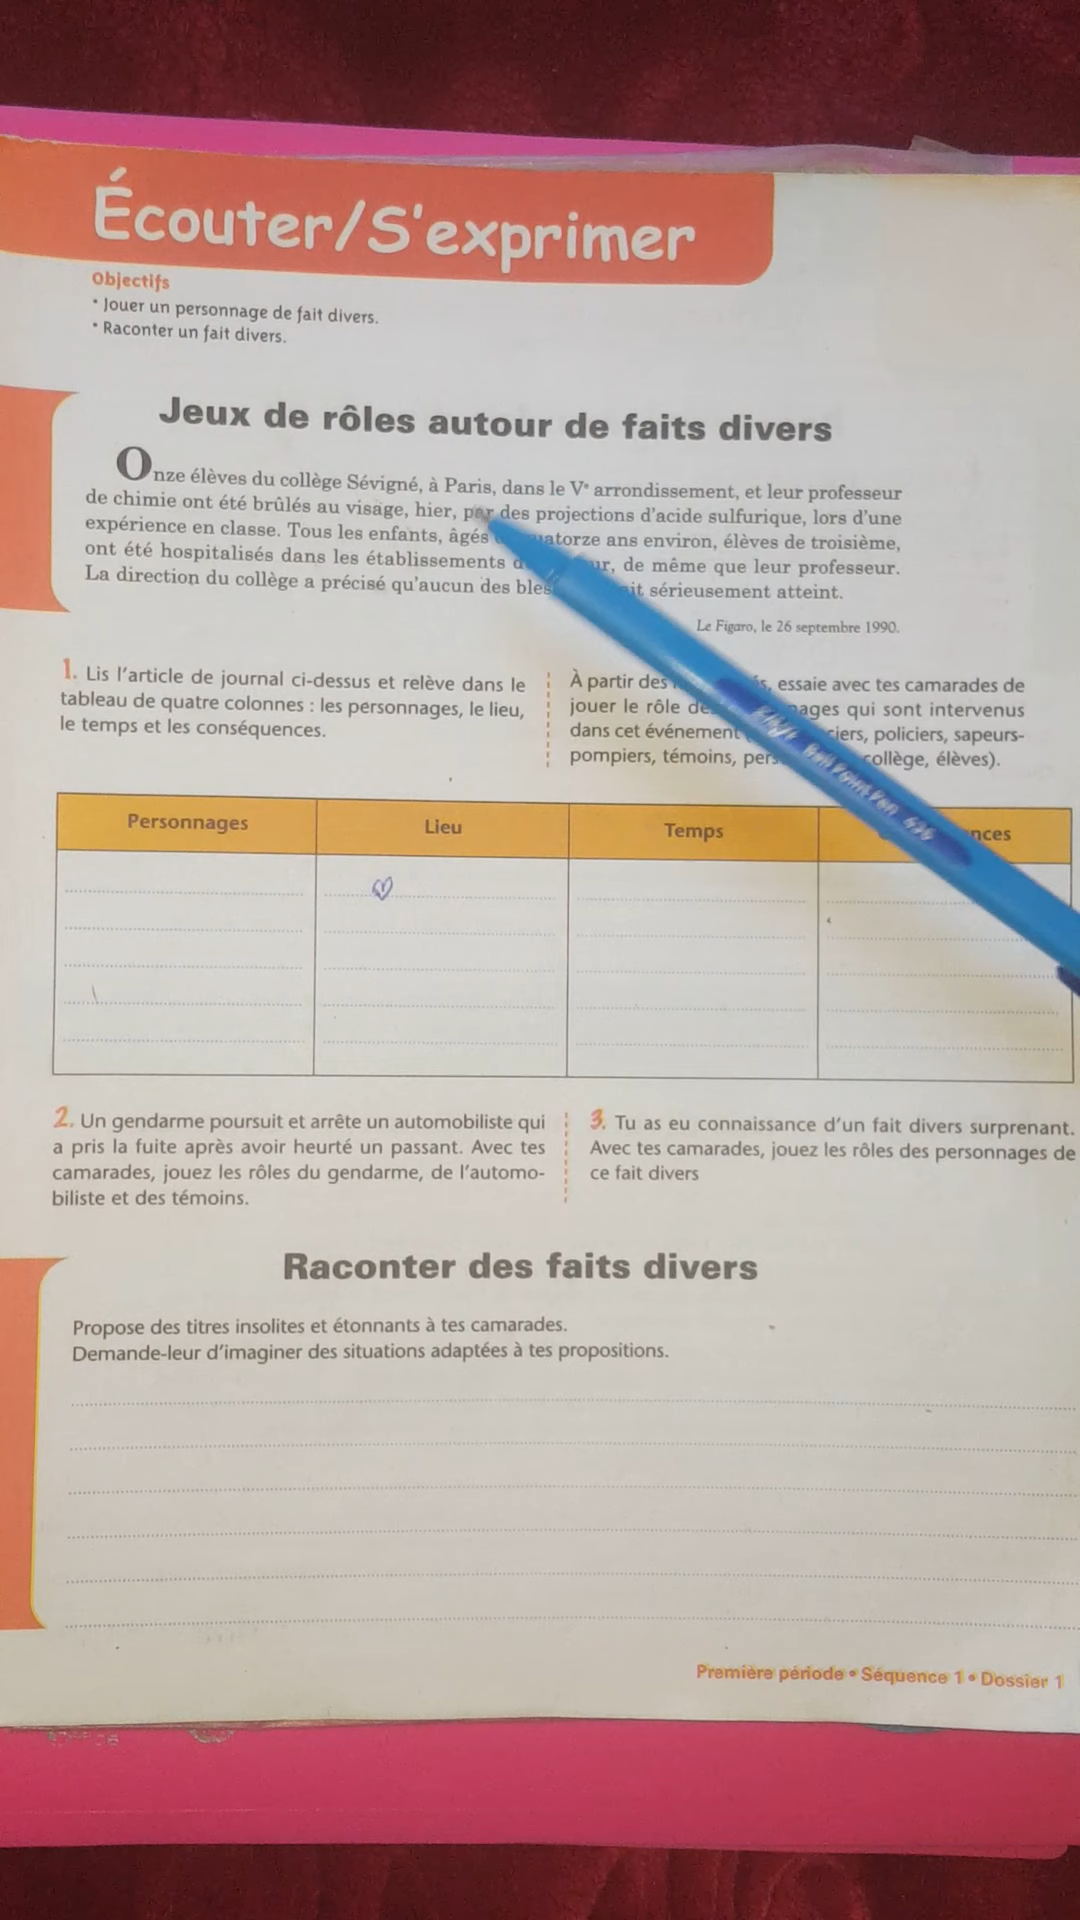 Écouter/S'exprimer
Objectifs
• Jouer un personnage de fait divers.
• Raconter un fait divers.
Jeux de rôles autour de faits divers
Onze élèves du collège Sévigné, à Paris, dans le Ve arrondissement, et leur professeur
de chimie ont été brûlés au visage, hier, par des projections d'acide sulfurique, lors d'une
expérience en classe. Tous les enfants, âgés environ, élèves de troisième,
ont été hospitalisés dans les établissements de même que leur professeur.
La direction du collège a précisé qu'aucun des sérieusement atteint.
Le Figaro, le 26 septembre 1990.
1. Lis l'article de journal ci-dessus et relève dans le
tableau de quatre colonnes : les personnages, le lieu,
le temps et les conséquences.
À partir des essaie avec tes camarades de
jouer le rôle qui sont intervenus
dans cet événement policiers, sapeurs-
pompiers, témoins, collège, élèves).
Personnages
Lieu
Temps
2. Un gendarme poursuit et arrête un automobiliste qui
a pris la fuite après avoir heurté un passant. Avec tes
camarades, jouez les rôles du gendarme, de l'automo-
biliste et des témoins.
3. Tu as eu connaissance d'un fait divers surprenant.
Avec tes camarades, jouez les rôles des personnages de
ce fait divers
Raconter des faits divers
Propose des titres insolites et étonnants à tes camarades.
Demande-leur d'imaginer des situations adaptées à tes propositions.
Première période • Séquence 1 • Dossier 1